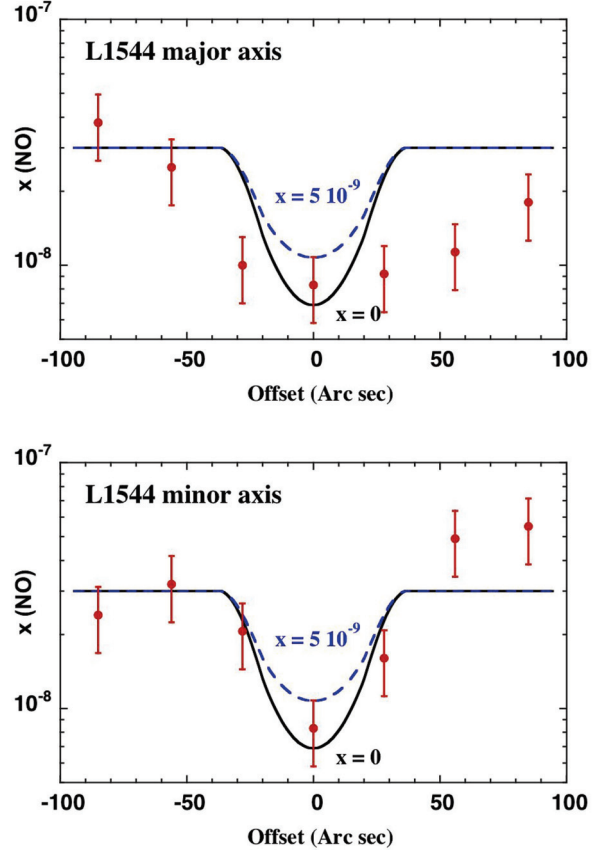 10⁻⁷
L1544 major axis
x (NO)
x = 5 10⁻⁹
10⁻⁸
x = 0
-100 -50 0 50 100
Offset (Arc sec)
10⁻⁷
L1544 minor axis
x (NO)
x = 5 10⁻⁹
10⁻⁸
x = 0
-100 -50 0 50 100
Offset (Arc sec)